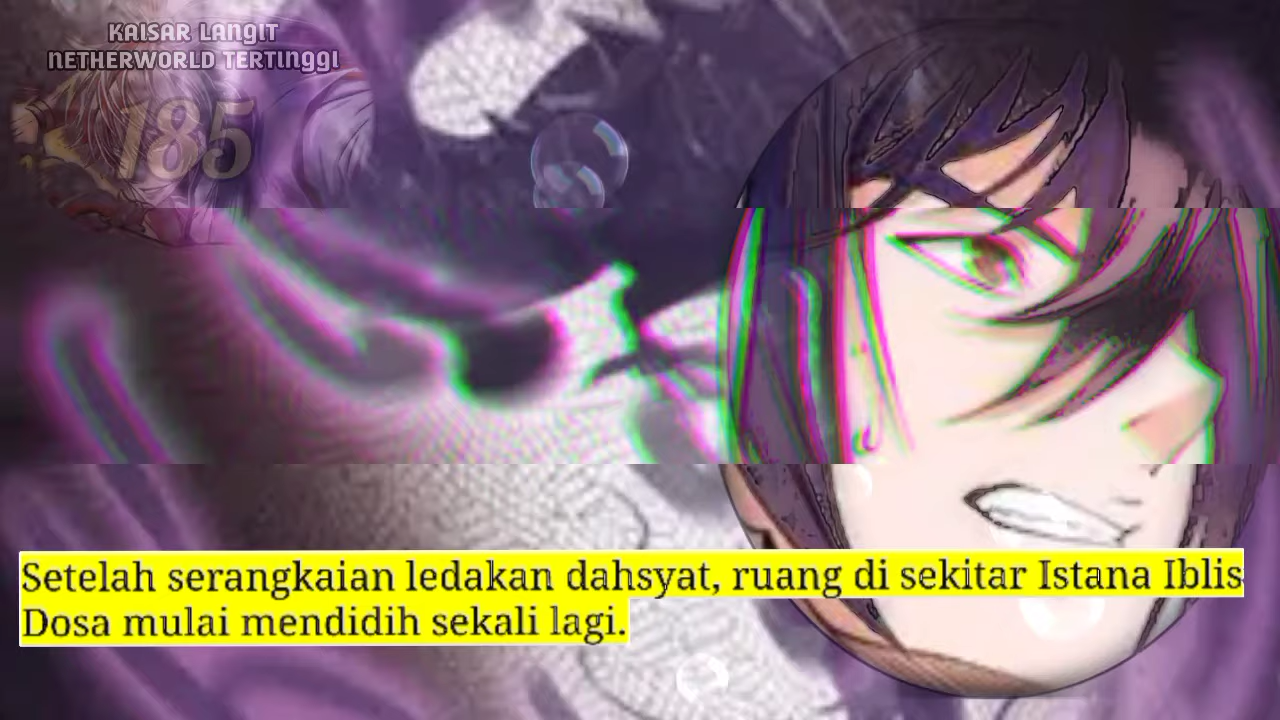 KAISAR LANGIT
NETHERWORLD TERTINGGI
185
Setelah serangkaian ledakan dahsyat, ruang di sekitar Istana Iblis
Dosa mulai mendidih sekali lagi.